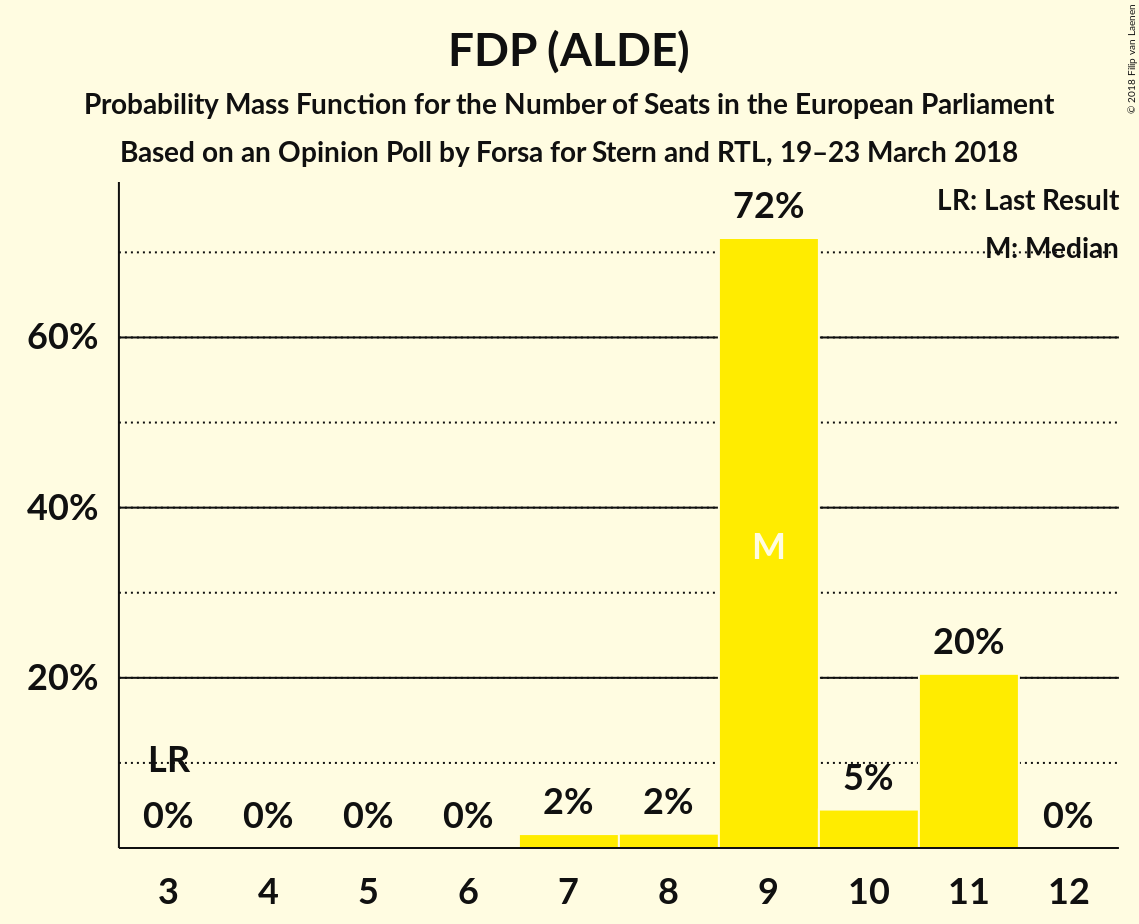 FDP (ALDE)
Probability Mass Function for the Number of Seats in the European Parliament
Based on an Opinion Poll by Forsa for Stern and RTL, 19–23 March 2018
© 2018 Filip van Laenen
LR: Last Result
M: Median
60%
40%
20%
LR
0%
0%
0%
0%
2%
2%
72%
M
5%
20%
0%
3
4
5
6
7
8
9
10
11
12